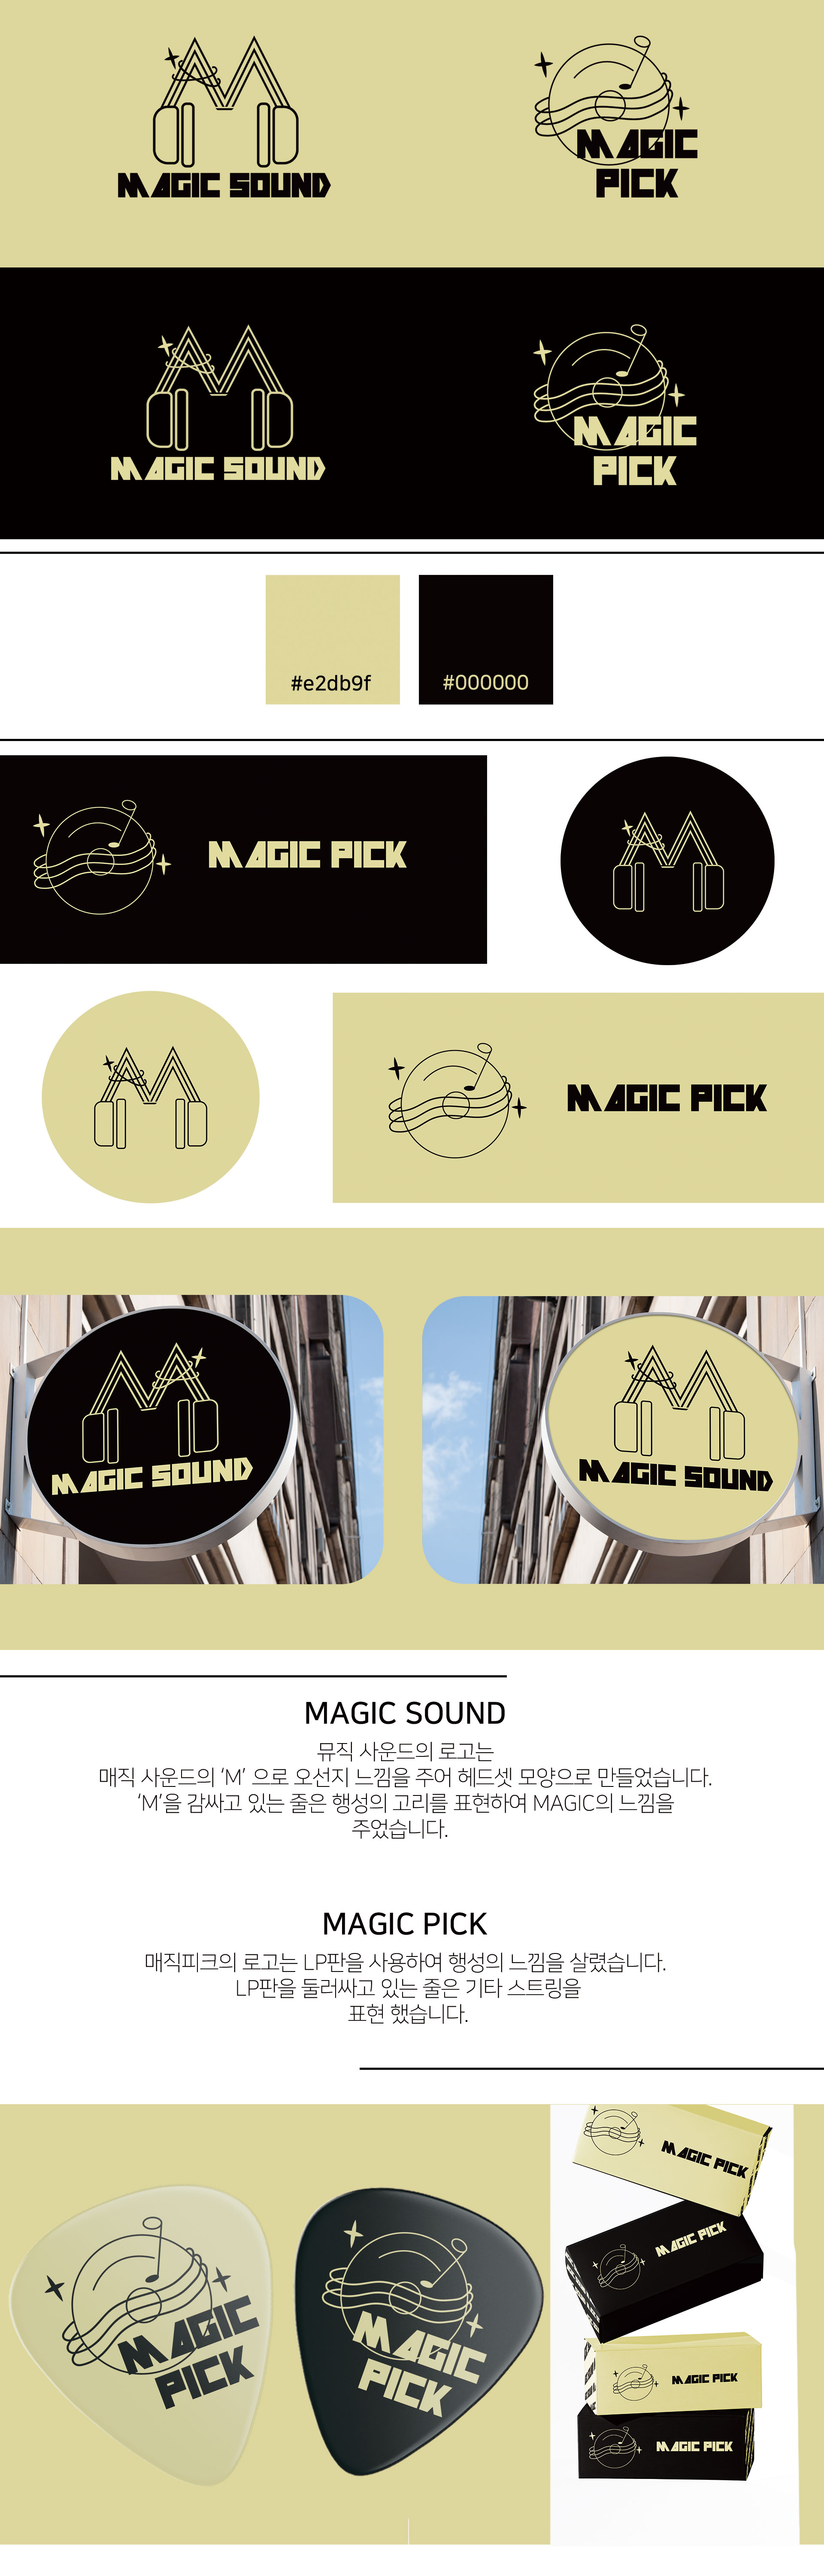 MAGIC SOUND
MAGIC
PICK
MAGIC SOUND
MAGIC
PICK
#e2db9f
#000000
MAGIC PICK
MAGIC PICK
MAGIC SOUND
MAGIC SOUND
MAGIC SOUND
뮤직 사운드의 로고는
매직 사운드의 ‘M’ 으로 오선지 느낌을 주어 헤드셋 모양으로 만들었습니다.
‘M’을 감싸고 있는 줄은 행성의 고리를 표현하여 MAGIC의 느낌을
주었습니다.
MAGIC PICK
매직피크의 로고는 LP판을 사용하여 행성의 느낌을 살렸습니다.
LP판을 둘러싸고 있는 줄은 기타 스트링을
표현 했습니다.
MAGIC
PICK
MAGIC
PICK
MAGIC PICK
MAGIC PICK
MAGIC PICK
MAGIC PICK